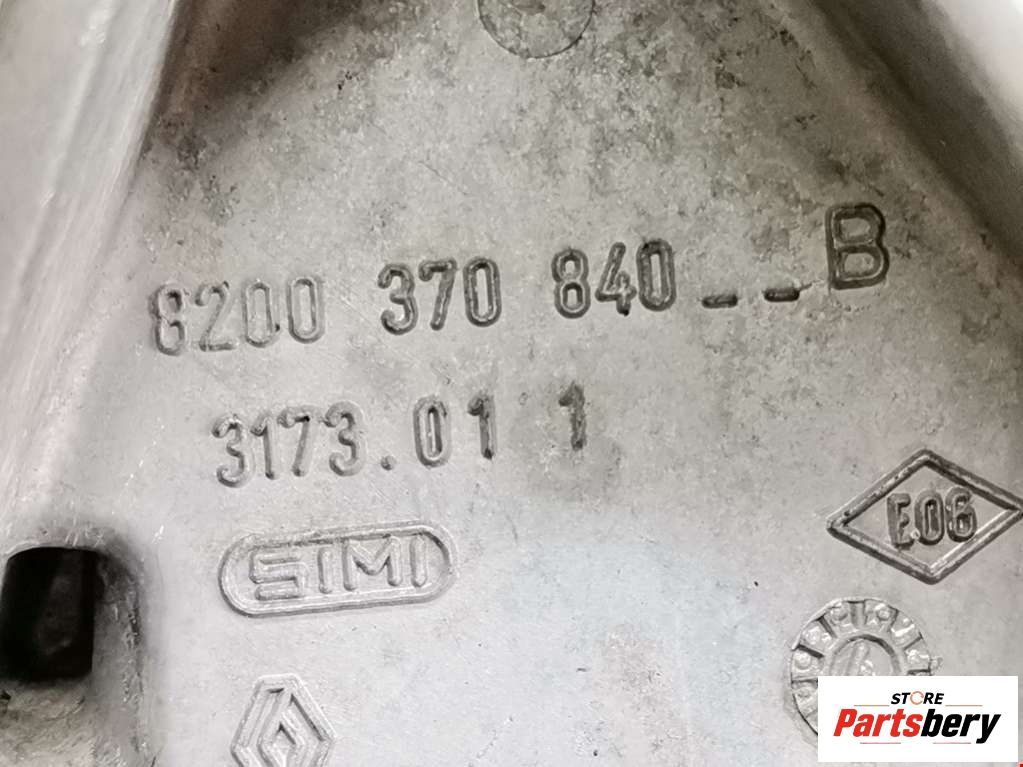 8200 370 840 _ _ B
3173.01 1
SIMI
E06
STORE
Partsbery